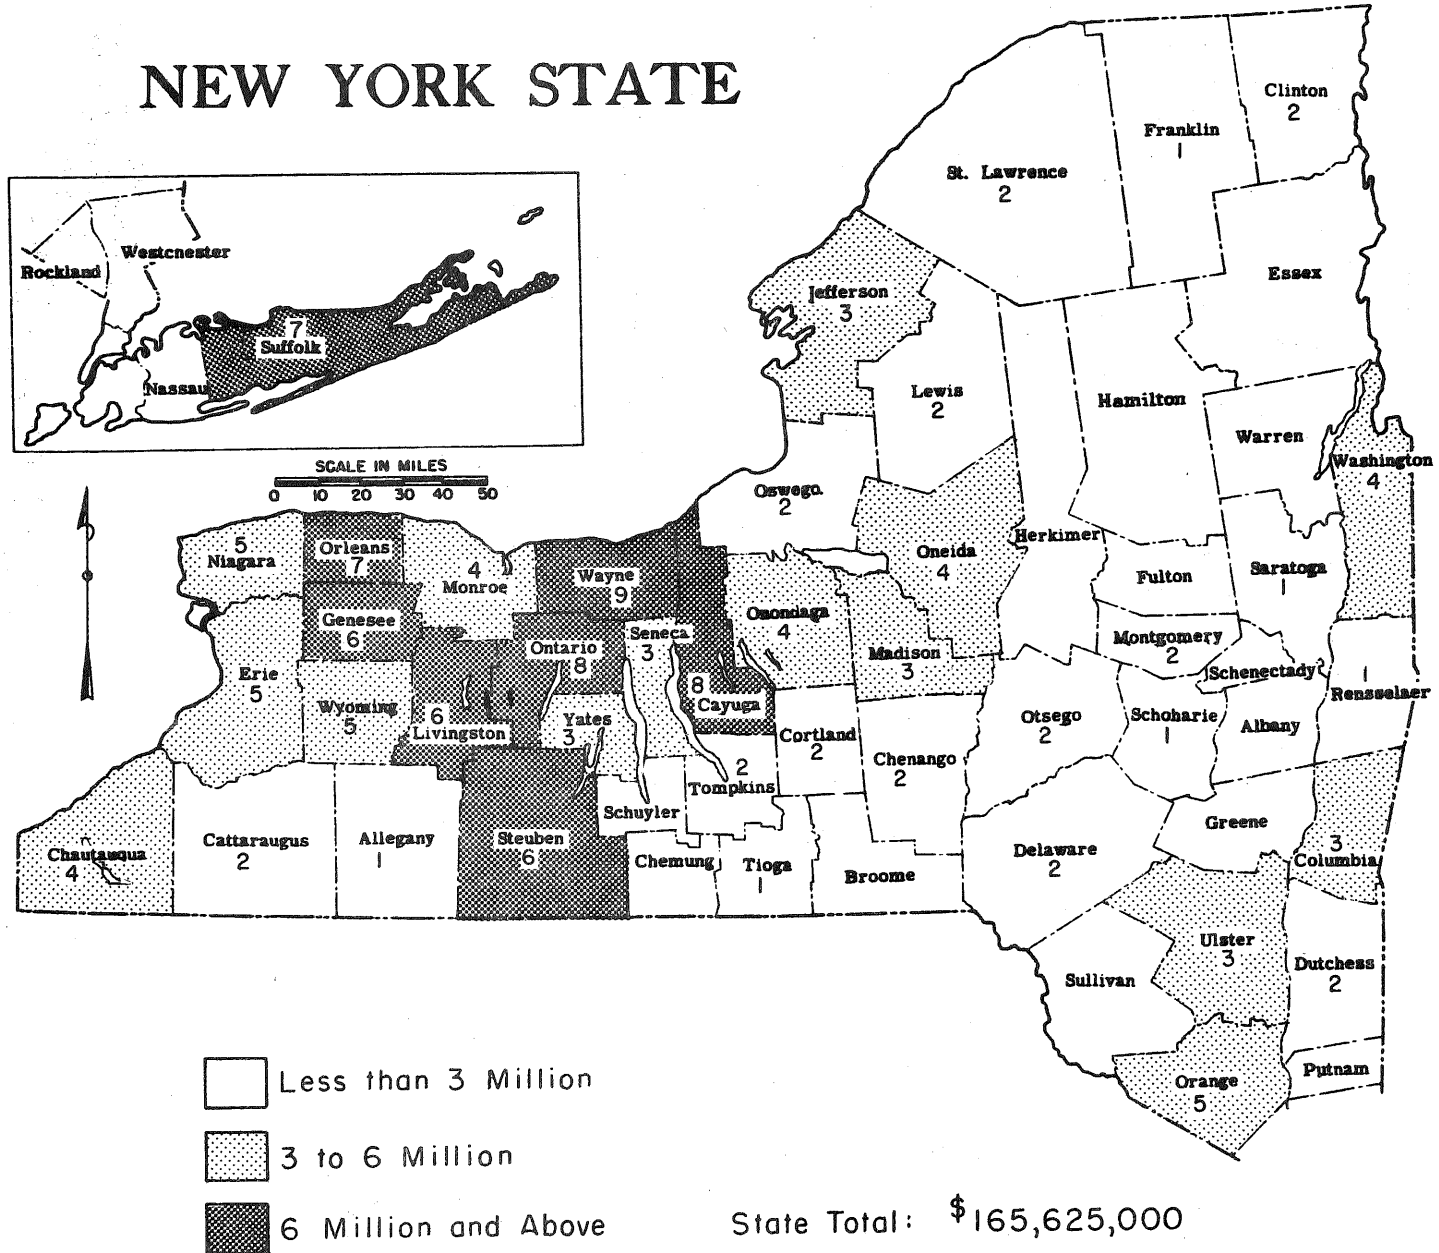 NEW YORK STATE
Clinton
2
Franklin
1
St. Lawrence
2
Westcnester
Rockland
Essex
Jefferson
3
7
Suffolk
Nassau
Lewis
2
Hamilton
Warren
Washington
4
SCALE IN MILES
0 10 20 30 40 50
Oswego
2
Herkimer
Oneida
4
Fulton
Saratoga
1
5
Niagara
Orleans
7
4
Monroe
Wayne
9
Genesee
6
Onondaga
4
Montgomery
2
Seneca
3
Ontario
8
Madison
3
Schenectady
1
Rensselaer
Erie
5
Wyoming
5
6
Livingston
Yates
3
8
Cayuga
Cortland
2
Otsego
2
Schoharie
1
Albany
Chenango
2
2
Tompkins
Schuyler
Greene
Cattaraugus
2
Allegany
1
Steuben
6
Chautauqua
4
Chemung
Tioga
1
Broome
Delaware
2
3
Columbia
Ulster
3
Dutchess
2
Sullivan
Putnam
Orange
5
Less than 3 Million
3 to 6 Million
6 Million and Above
State Total: $165,625,000